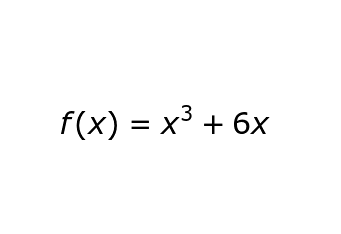 f(x) = x³ + 6x